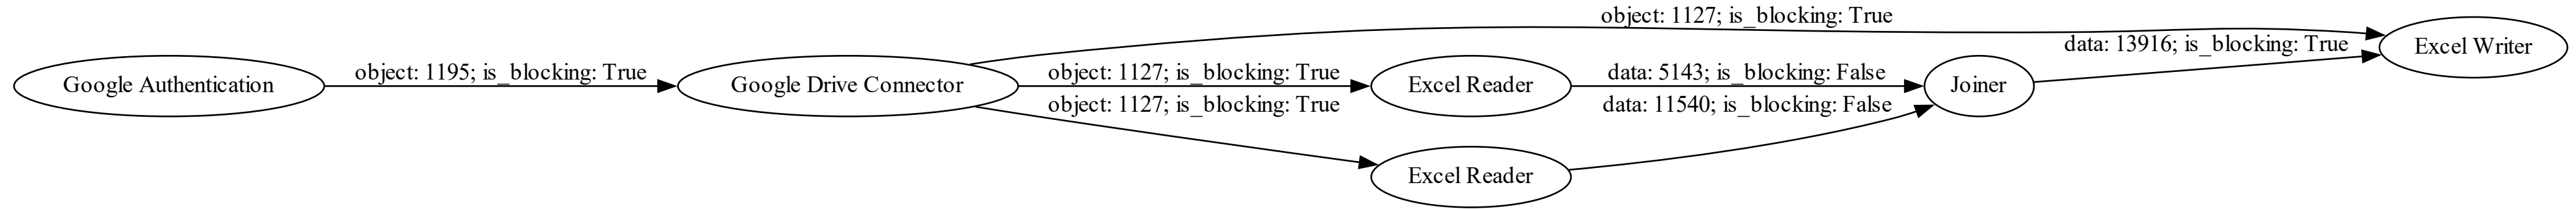 object: 1127; is_blocking: True
data: 13916; is_blocking: True
Excel Writer
Google Authentication
object: 1195; is_blocking: True
Google Drive Connector
object: 1127; is_blocking: True
Excel Reader
data: 5143; is_blocking: False
Joiner
object: 1127; is_blocking: True
data: 11540; is_blocking: False
Excel Reader